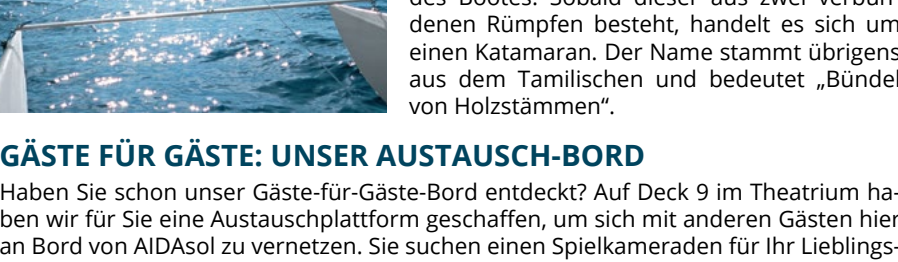 des Bootes. Sobald dieser aus zwei verbun-
denen Rümpfen besteht, handelt es sich um
einen Katamaran. Der Name stammt übrigens
aus dem Tamilischen und bedeutet „Bündel
von Holzstämmen“.
GÄSTE FÜR GÄSTE: UNSER AUSTAUSCH-BORD
Haben Sie schon unser Gäste-für-Gäste-Bord entdeckt? Auf Deck 9 im Theatrium ha-
ben wir für Sie eine Austauschplattform geschaffen, um sich mit anderen Gästen hier
an Bord von AIDAsol zu vernetzen. Sie suchen einen Spielkameraden für Ihr Lieblings-